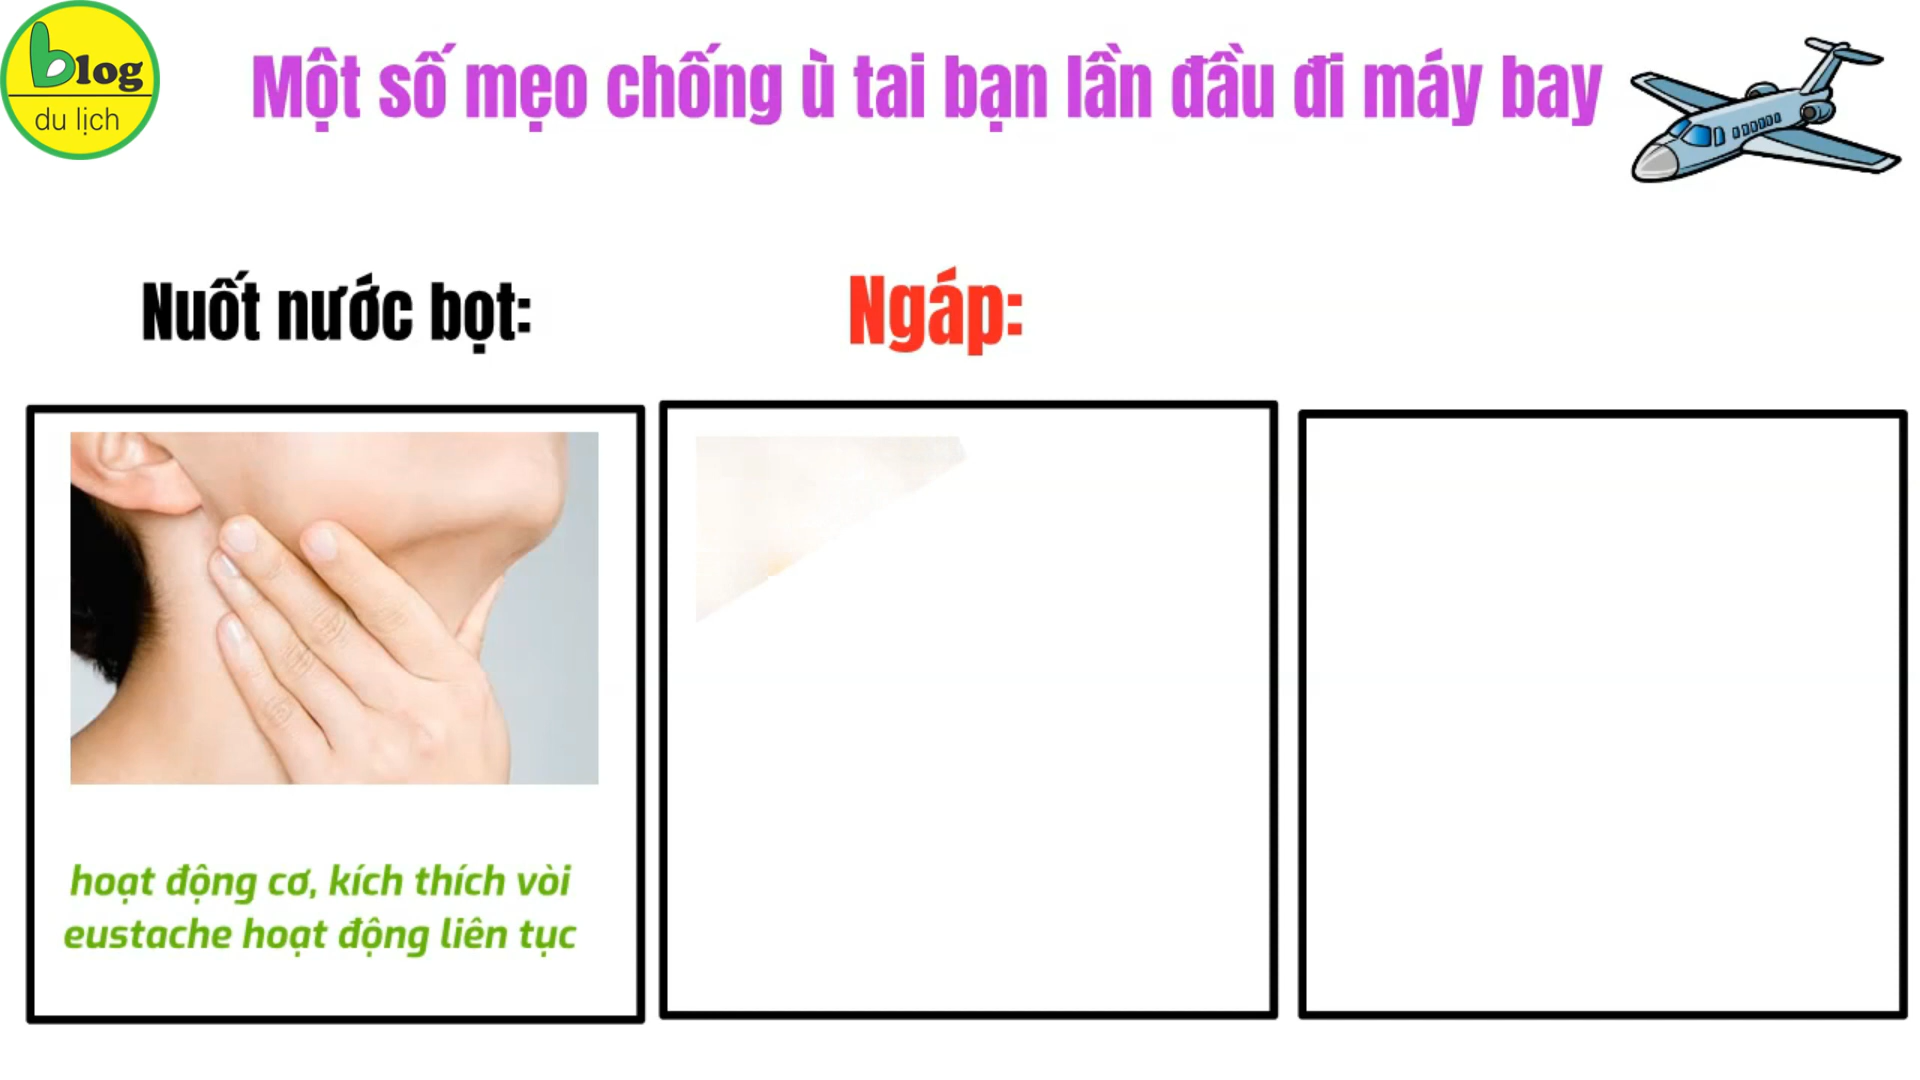 blog
du lịch
Một số mẹo chống ù tai bạn lần đầu đi máy bay
Nuốt nước bọt:
Ngáp:
hoạt động cơ, kích thích vòi
eustache hoạt động liên tục